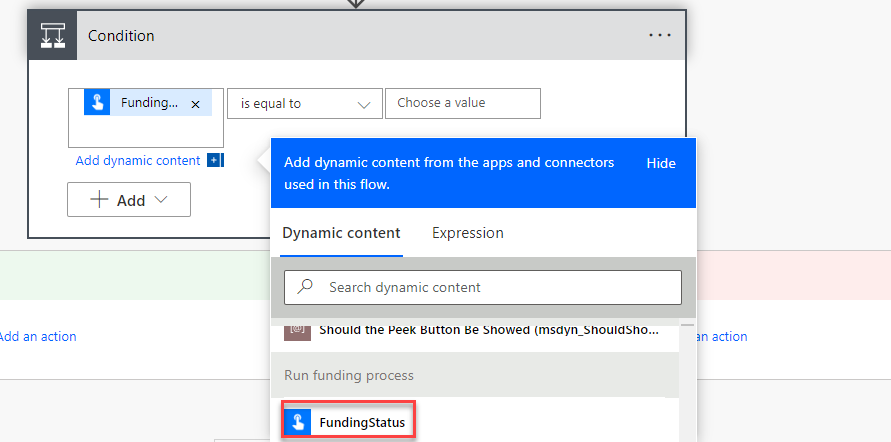 Condition
Funding...
is equal to
Choose a value
Add dynamic content
Add
Add dynamic content from the apps and connectors
used in this flow.
Hide
Dynamic content
Expression
Search dynamic content
Should the Peek Button Be Showed (msdyn_ShouldSho...
Add an action
an action
Run funding process
FundingStatus